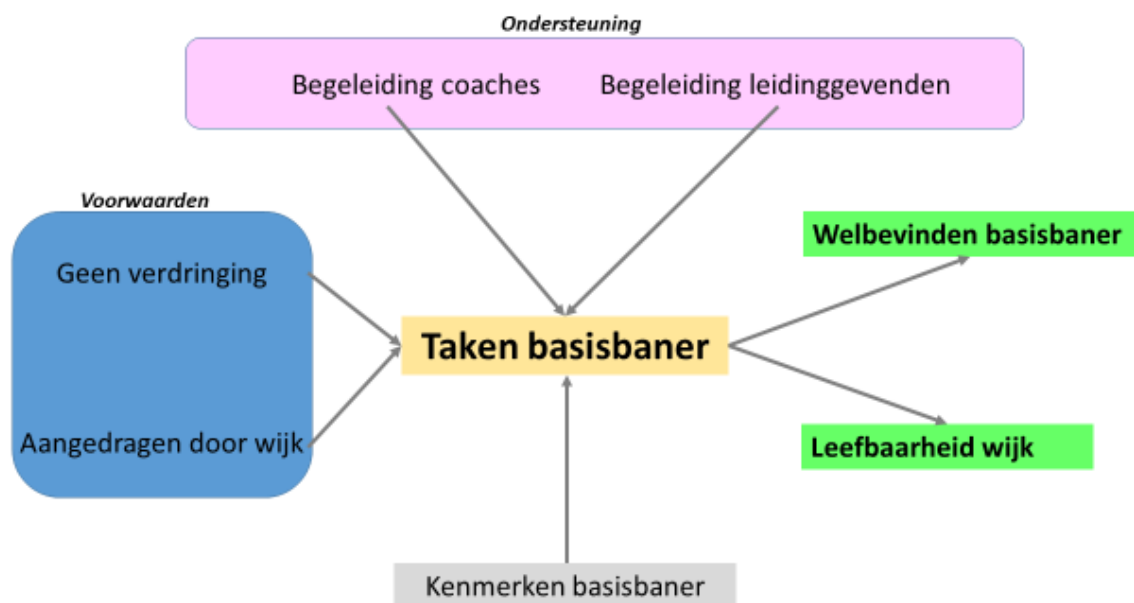 Ondersteuning
Begeleiding coaches
Begeleiding leidinggevenden
Voorwaarden
Geen verdringing
Aangedragen door wijk
Taken basisbaner
Welbevinden basisbaner
Leefbaarheid wijk
Kenmerken basisbaner